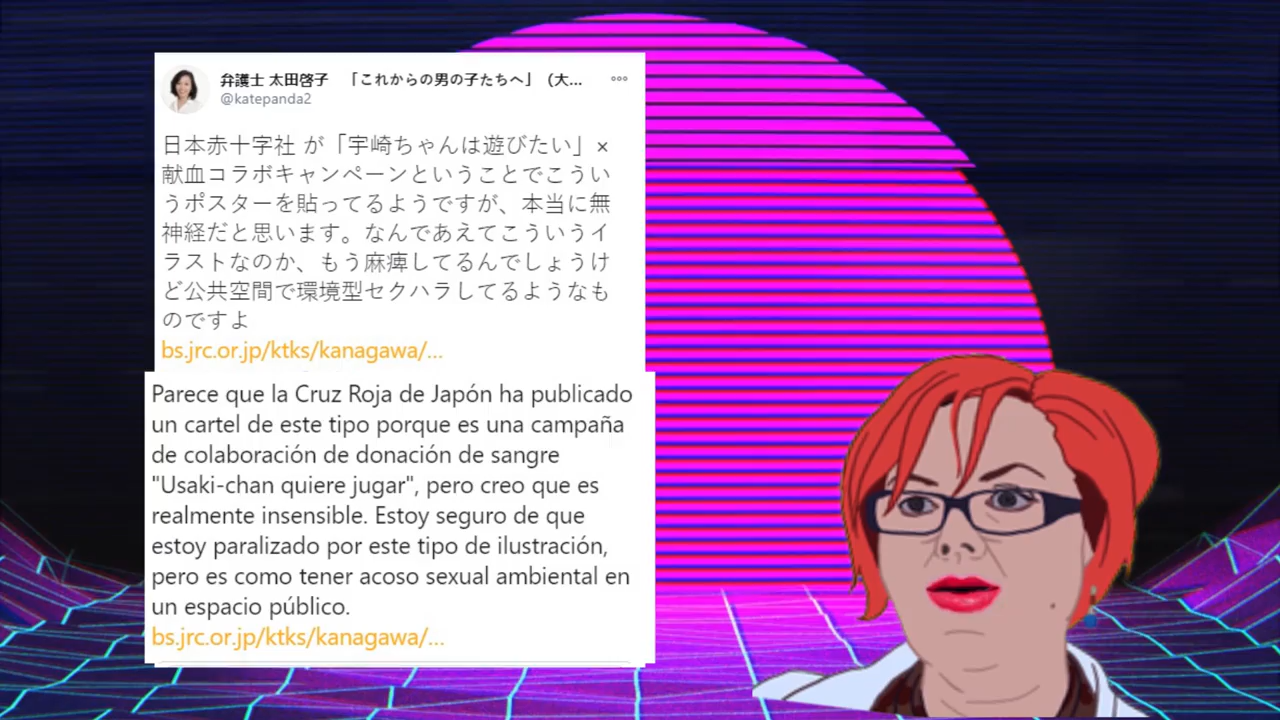 弁護士 太田啓子 「これからの男の子たちへ」（大...
@katepanda2
日本赤十字社 が「宇崎ちゃんは遊びたい」×
献血コラボキャンペーンということでこうい
うポスターを貼ってるようですが、本当に無
神経だと思います。なんであえてこういうイ
ラストなのか、もう麻痺してるんでしょうけ
ど公共空間で環境型セクハラしてるようなも
のですよ
bs.jrc.or.jp/ktks/kanagawa/...
Parece que la Cruz Roja de Japón ha publicado
un cartel de este tipo porque es una campaña
de colaboración de donación de sangre
"Usaki-chan quiere jugar", pero creo que es
realmente insensible. Estoy seguro de que
estoy paralizado por este tipo de ilustración,
pero es como tener acoso sexual ambiental en
un espacio público.
bs.jrc.or.jp/ktks/kanagawa/...